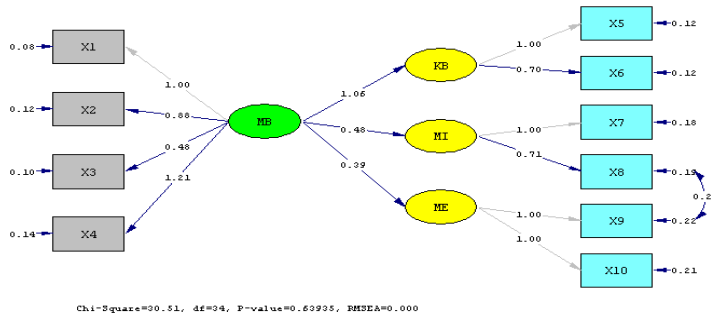 X5
0.12
0.08
X1
1.00
KB
1.00
0.70
X6
0.12
1.06
0.12
X2
0.88
MB
0.48
MI
1.00
X7
0.18
0.48
0.39
0.71
0.10
X3
1.21
X8
0.19
0.2
ME
1.00
X9
0.22
0.14
X4
1.00
X10
0.21
Chi-Square=30.51, df=34, P-value=0.63935, RMSEA=0.000